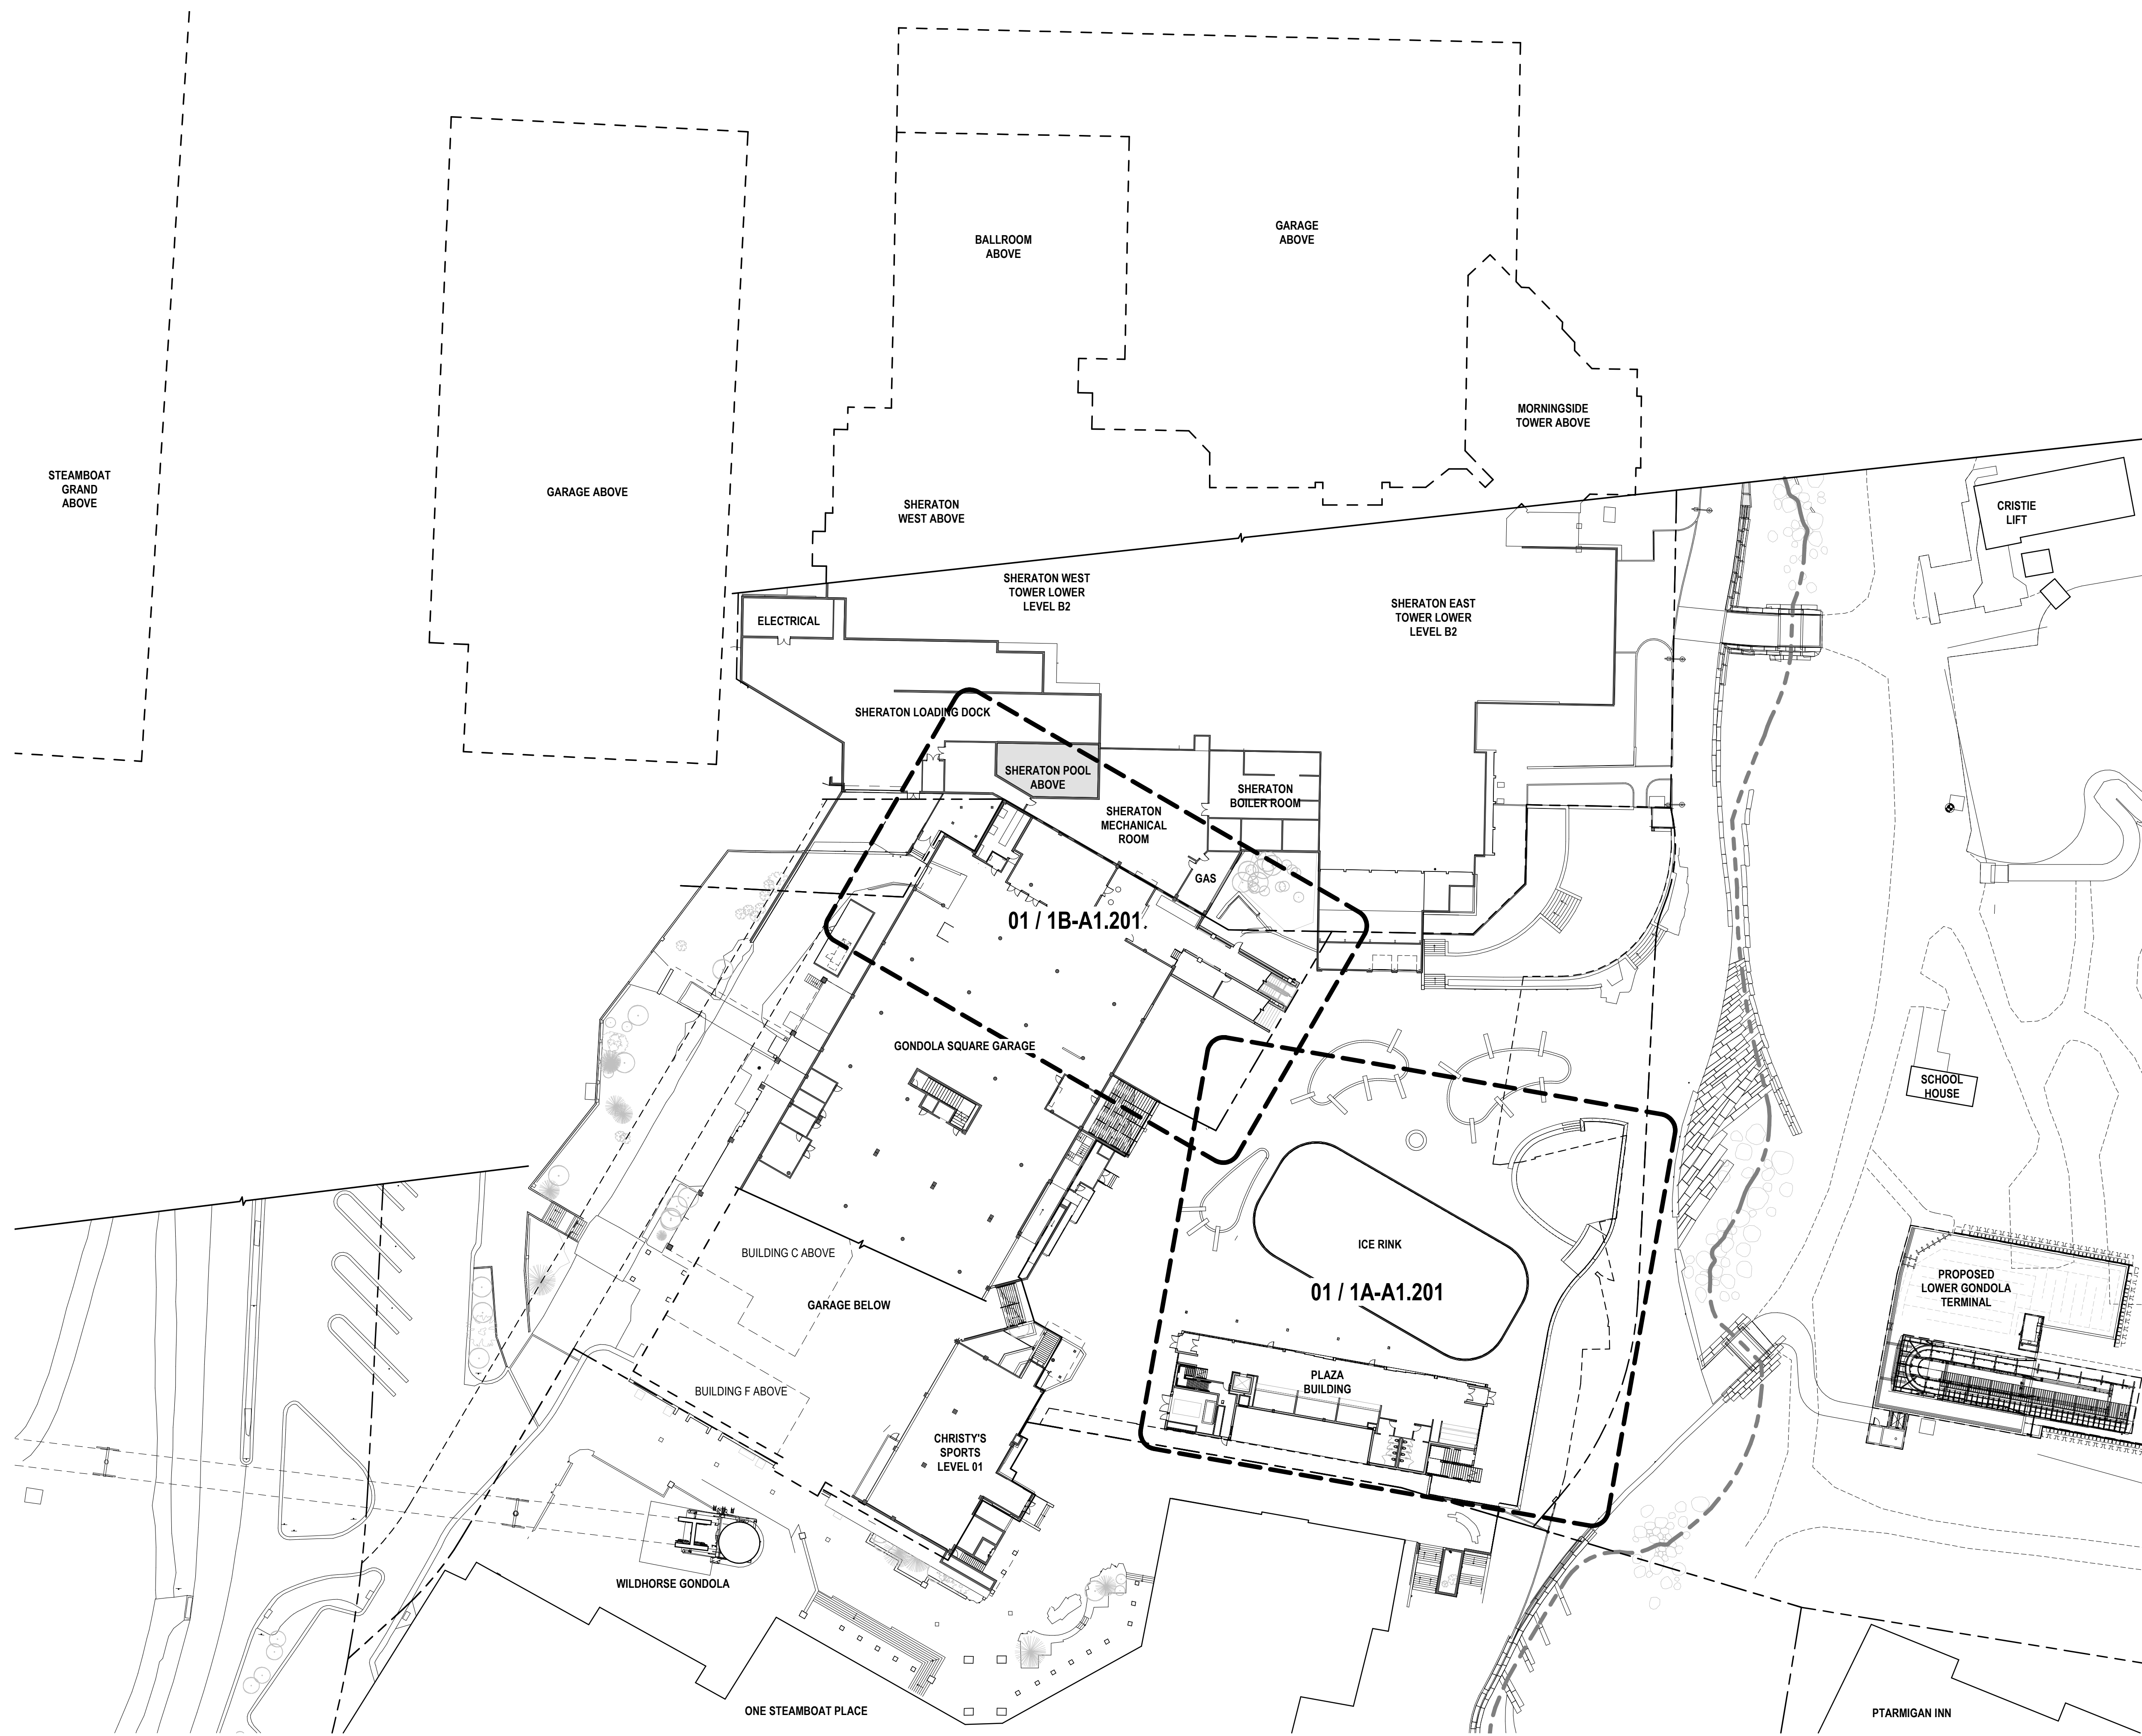 BALLROOM
ABOVE
GARAGE
ABOVE
MORNINGSIDE
TOWER ABOVE
STEAMBOAT
GRAND
ABOVE
GARAGE ABOVE
SHERATON
WEST ABOVE
CRISTIE
LIFT
SHERATON WEST
TOWER LOWER
LEVEL B2
SHERATON EAST
TOWER LOWER
LEVEL B2
ELECTRICAL
SHERATON LOADING DOCK
SHERATON POOL
ABOVE
SHERATON
BOILER ROOM
SHERATON
MECHANICAL
ROOM
GAS
01 / 1B-A1.201
GONDOLA SQUARE GARAGE
SCHOOL
HOUSE
ICE RINK
01 / 1A-A1.201
BUILDING C ABOVE
GARAGE BELOW
PROPOSED
LOWER GONDOLA
TERMINAL
PLAZA
BUILDING
BUILDING F ABOVE
CHRISTY'S
SPORTS
LEVEL 01
WILDHORSE GONDOLA
ONE STEAMBOAT PLACE
PTARMIGAN INN